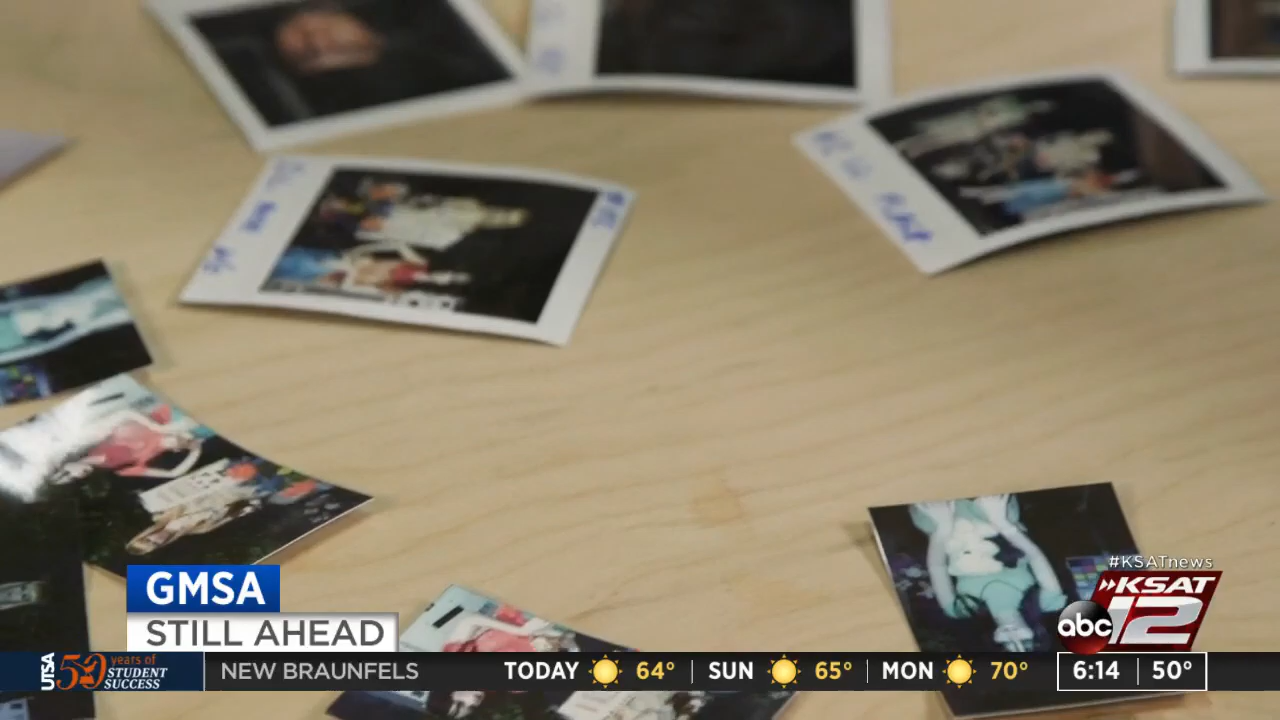 GMSA
STILL AHEAD
#KSATnews
KSAT
abc 12
UTSA 50 years of STUDENT SUCCESS
NEW BRAUNFELS TODAY 64° SUN 65° MON 70° 6:14 50°